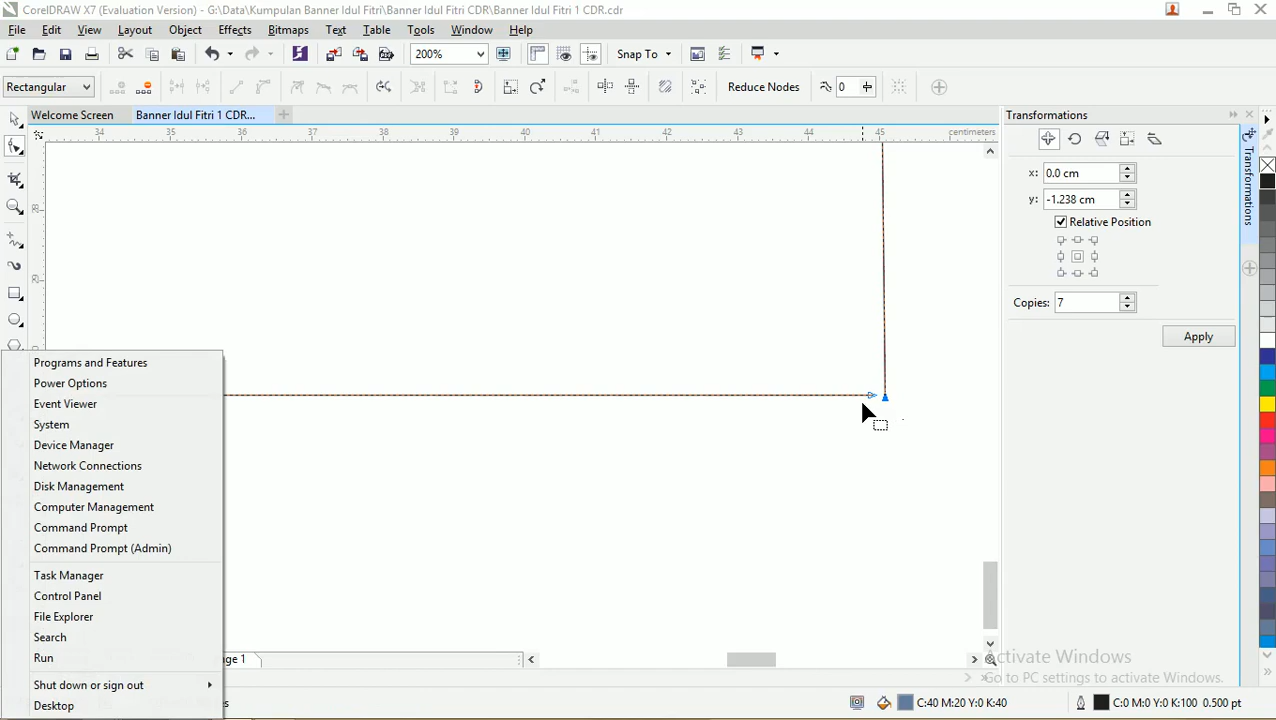 CorelDRAW X7 (Evaluation Version) - G:\Data\Kumpulan Banner Idul Fitri\Banner Idul Fitri CDR\Banner Idul Fitri 1 CDR.cdr
File Edit View Layout Object Effects Bitmaps Text Table Tools Window Help
200% Snap To
Rectangular Reduce Nodes 0
Welcome Screen Banner Idul Fitri 1 CDR... Transformations
34 35 36 37 38 39 40 41 42 43 44 45 centimeters
x: 0.0 cm
y: -1.238 cm
Relative Position
Copies: 7
Apply
Transformations
Programs and Features
Power Options
Event Viewer
System
Device Manager
Network Connections
Disk Management
Computer Management
Command Prompt
Command Prompt (Admin)
Task Manager
Control Panel
File Explorer
Search
Run
Shut down or sign out
Desktop
ge 1
Activate Windows
Go to PC settings to activate Windows.
C:40 M:20 Y:0 K:40 C:0 M:0 Y:0 K:100 0.500 pt